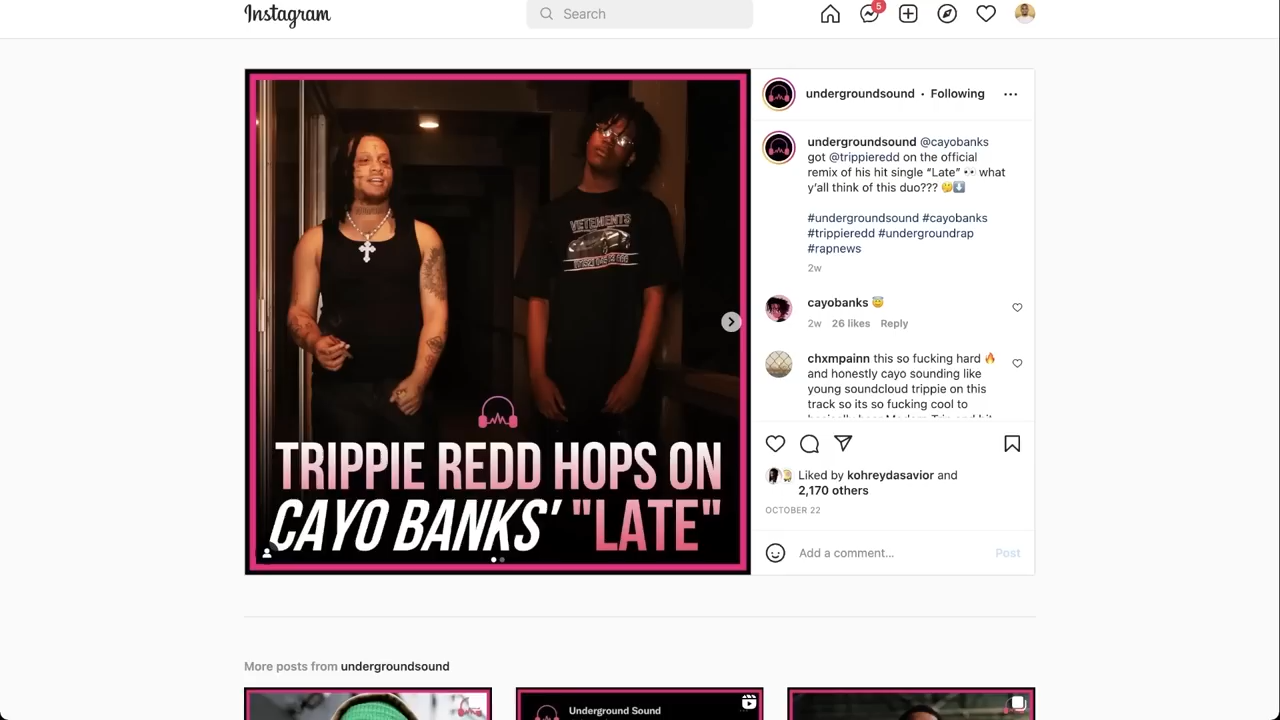 Instagram
Search
5
undergroundsound • Following
undergroundsound @cayobanks
got @trippieredd on the official
remix of his hit single “Late” 👀 what
y'all think of this duo??? 🤔⬇️
#undergroundsound #cayobanks
#trippieredd #undergroundrap
#rapnews
2w
cayobanks 😇
2w 26 likes Reply
chxmpainn this so fucking hard 🔥
and honestly cayo sounding like
young soundcloud trippie on this
track so its so fucking cool to
VETEMENTS
TRIPPIE REDD HOPS ON
CAYO BANKS' "LATE"
Liked by kohreydasavior and
2,170 others
OCTOBER 22
Add a comment...
Post
More posts from undergroundsound
Underground Sound